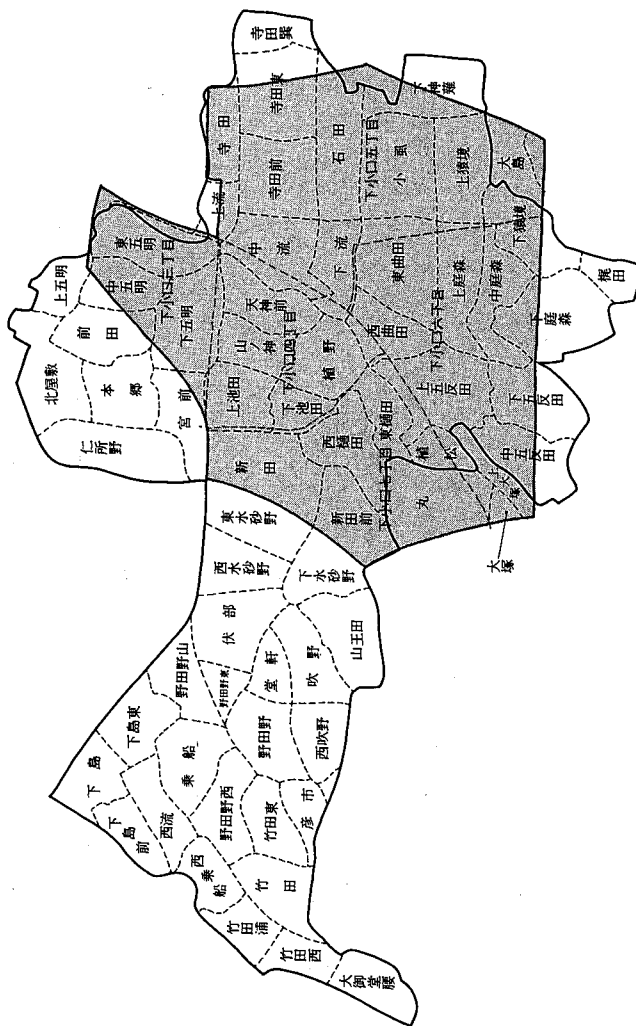 寺田巽
寺田東
寺田
寺田前
石田
下小口五丁目
上猿境
大島
下猿境
上流
中流
下流
東曲田
西曲田
下小口六丁目
上庭森
中庭森
下庭森
梶田
東五明
中五明
上五明
下小口三丁目
下五明
前田
北屋敷
本郷
宮前
仁所野
天神前
山ノ神
下小口四丁目
植野
上池田
下池田
上五反田
下五反田
中五反田
新田
西樋田
東樋田
植松
上大塚
大塚
下小口七丁目
丸
新田前
東水砂野
西水砂野
下水砂野
伏部
山王田
野田野山
野田野東
堂軒
吹野
下島東
乗船
野田野
西吹野
下島
下島前
西流
野田野西
竹田東
彦市
西乗船
竹田
竹田浦
竹田西
大御堂腰